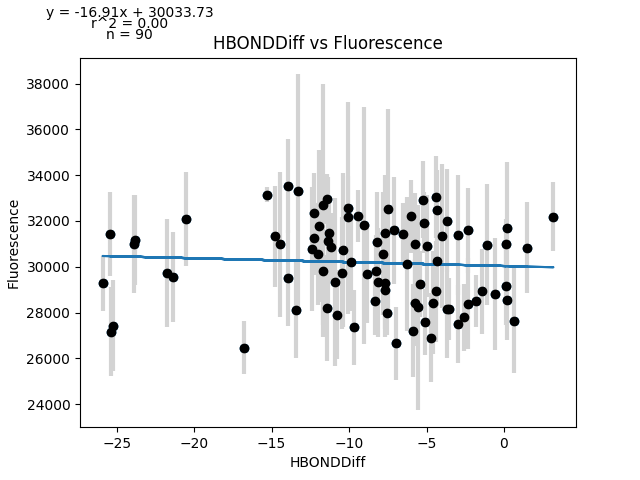 y = -16.91x + 30033.73
r^2 = 0.00
n = 90
HBONDDiff vs Fluorescence
38000
36000
34000
32000
30000
28000
26000
24000
Fluorescence
−25 −20 −15 −10 −5 0
HBONDDiff